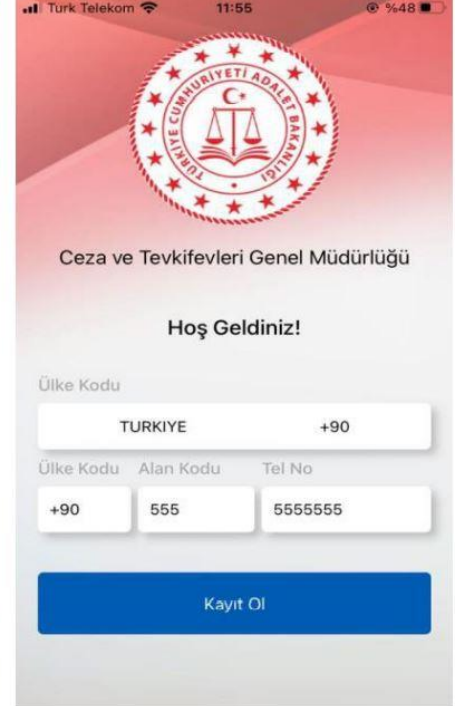 Turk Telekom 11:55 %48
TÜRKİYE CUMHURİYETİ ADALET BAKANLIĞI
Ceza ve Tevkifevleri Genel Müdürlüğü
Hoş Geldiniz!
Ülke Kodu
TURKIYE +90
Ülke Kodu Alan Kodu Tel No
+90 555 5555555
Kayıt Ol